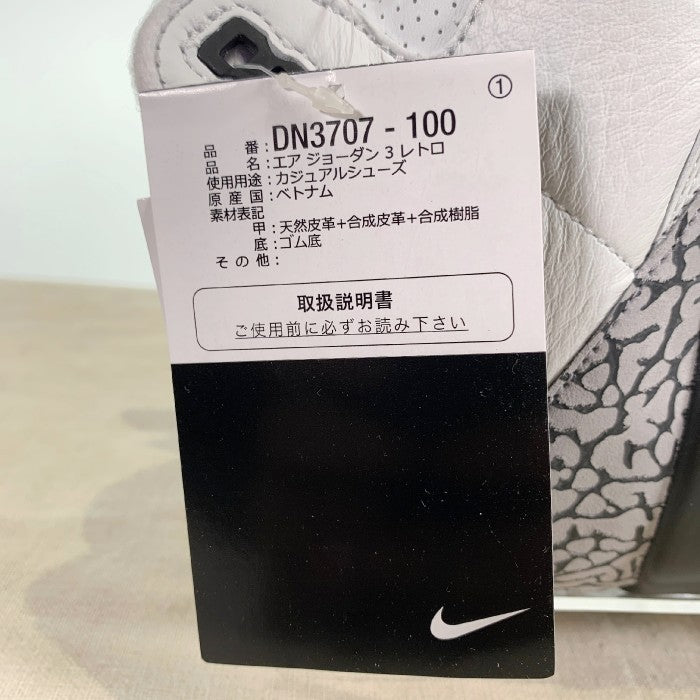 ①
品 番:DN3707 - 100
品 名:エア ジョーダン 3 レトロ
使用用途:カジュアルシューズ
原 産 国:ベトナム
素材表記
甲:天然皮革+合成皮革+合成樹脂
底:ゴム底
そ の 他:
取扱説明書
ご使用前に必ずお読み下さい